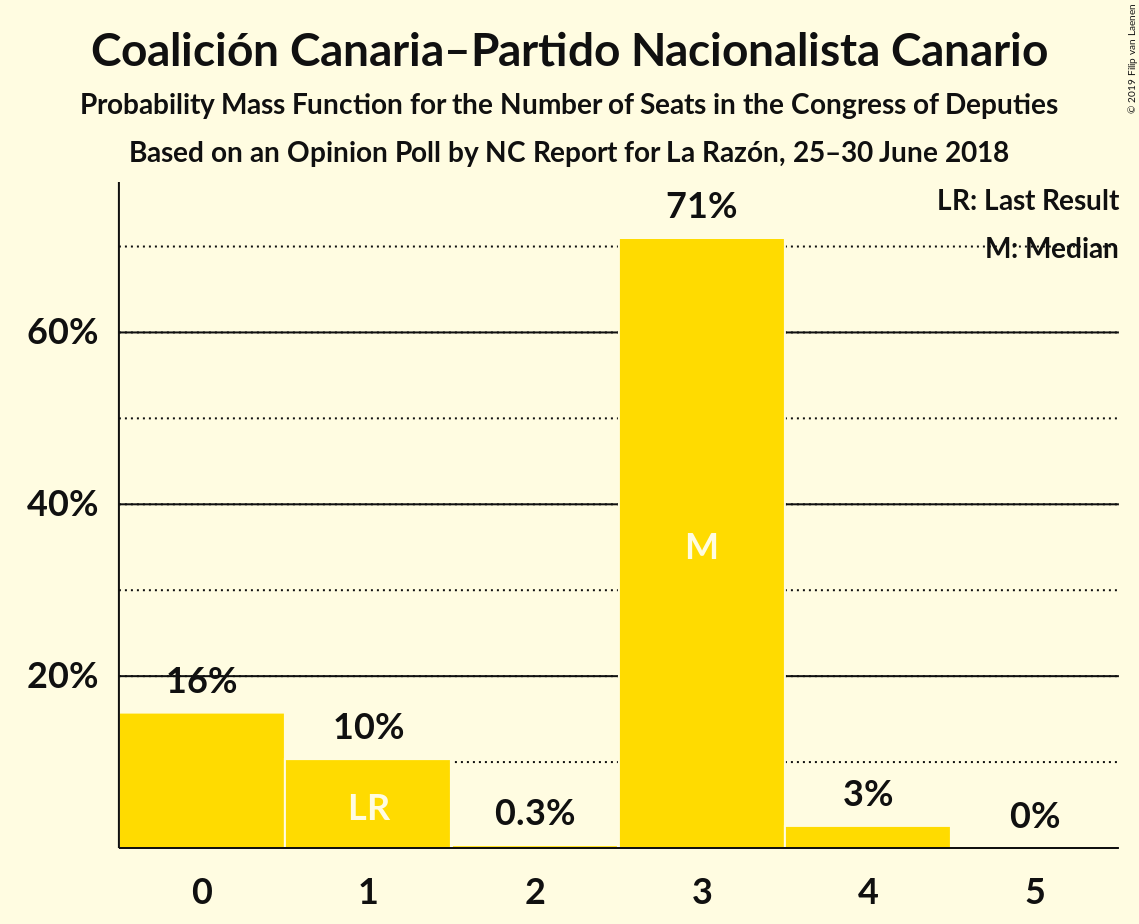 Coalición Canaria–Partido Nacionalista Canario
Probability Mass Function for the Number of Seats in the Congress of Deputies
Based on an Opinion Poll by NC Report for La Razón, 25–30 June 2018
© 2019 Filip van Laenen
LR: Last Result
M: Median
71%
60%
40%
20%
16%
10%
0.3%
3%
0%
M
LR
0 1 2 3 4 5